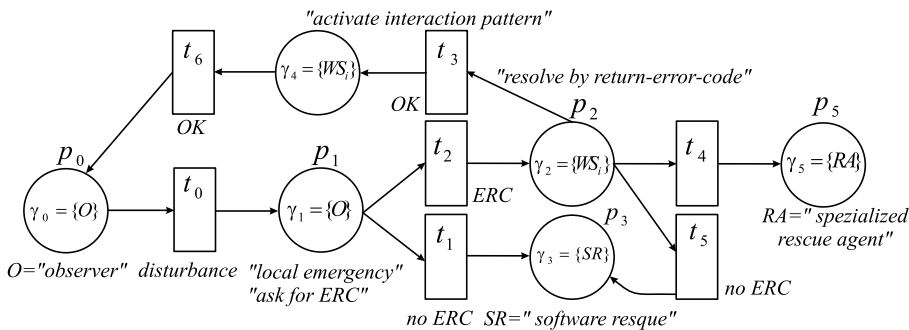 "activate interaction pattern"
t6
γ4 = {WSi}
t3
"resolve by return-error-code"
OK
OK
p0
p1
p2
p5
γ0 = {O}
t0
γ1 = {O}
t2
γ2 = {WSi}
t4
γ5 = {RA}
ERC
p3
t1
γ3 = {SR}
t5
RA=" spezialized
rescue agent"
O="observer"
disturbance
"local emergency"
"ask for ERC"
no ERC
SR=" software resque"
no ERC